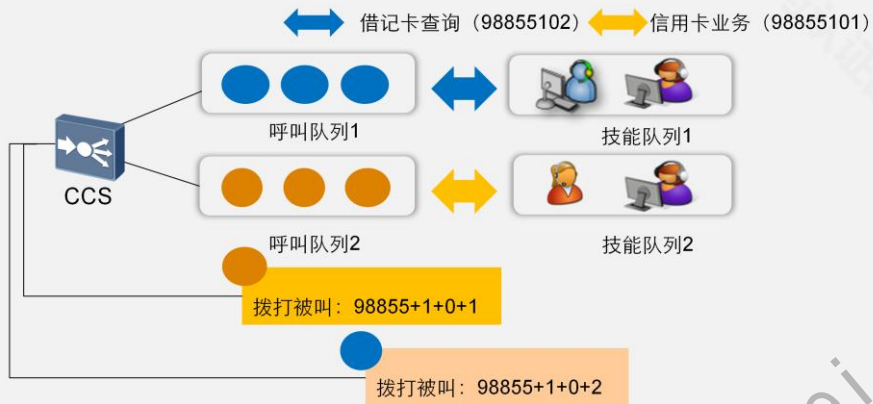 借记卡查询（98855102） 信用卡业务（98855101）
呼叫队列1 技能队列1
CCS
呼叫队列2 技能队列2
拨打被叫：98855+1+0+1
拨打被叫：98855+1+0+2